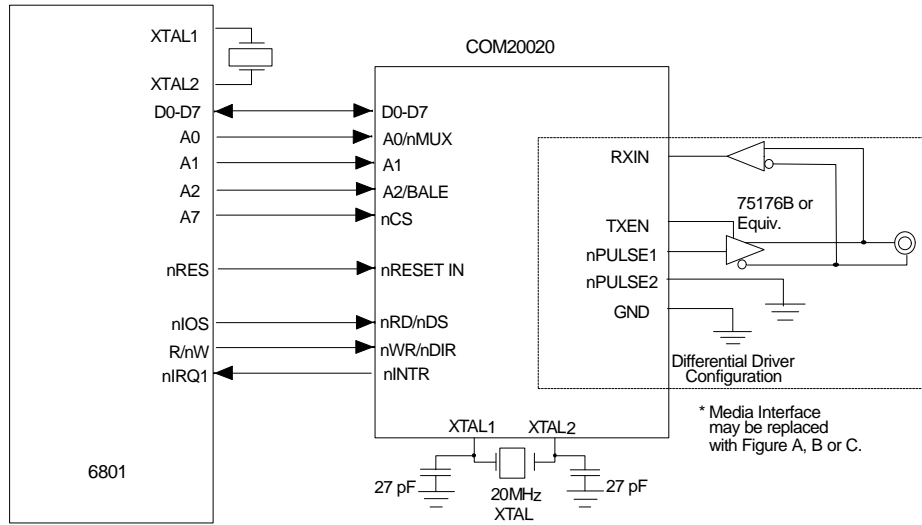 XTAL1
XTAL2
D0-D7
A0
A1
A2
A7
nRES
nIOS
R/nW
nIRQ1
6801
COM20020
D0-D7
A0/nMUX
A1
A2/BALE
nCS
nRESET IN
nRD/nDS
nWR/nDIR
nINTR
RXIN
TXEN
nPULSE1
nPULSE2
GND
75176B or
Equiv.
Differential Driver
Configuration
* Media Interface
may be replaced
with Figure A, B or C.
XTAL1
XTAL2
27 pF
20MHz
XTAL
27 pF